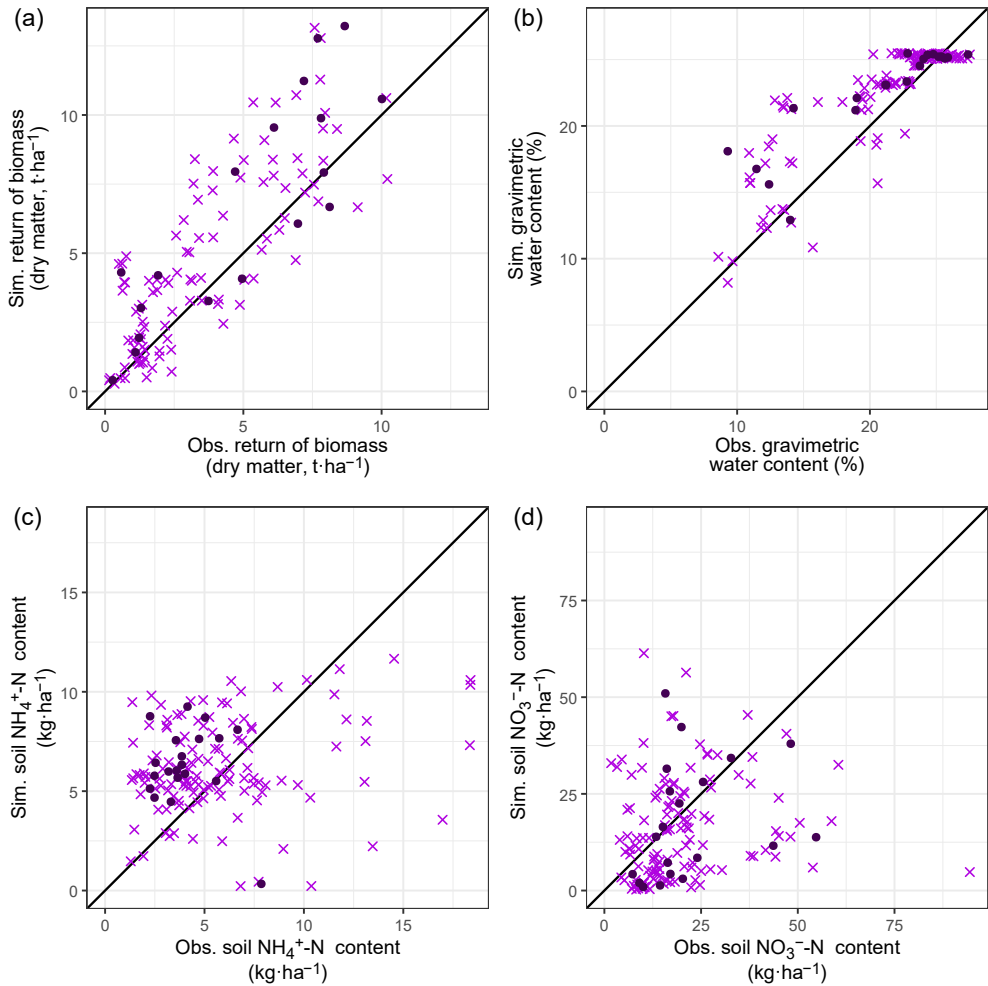 (a)
Sim. return of biomass
(dry matter, t·ha⁻¹)
10
5
0
0
5
10
Obs. return of biomass
(dry matter, t·ha⁻¹)
(b)
Sim. gravimetric
water content (%)
20
10
0
0
10
20
Obs. gravimetric
water content (%)
(c)
Sim. soil NH₄⁺-N content
(kg·ha⁻¹)
15
10
5
0
0
5
10
15
Obs. soil NH₄⁺-N content
(kg·ha⁻¹)
(d)
Sim. soil NO₃⁻-N content
(kg·ha⁻¹)
75
50
25
0
0
25
50
75
Obs. soil NO₃⁻-N content
(kg·ha⁻¹)